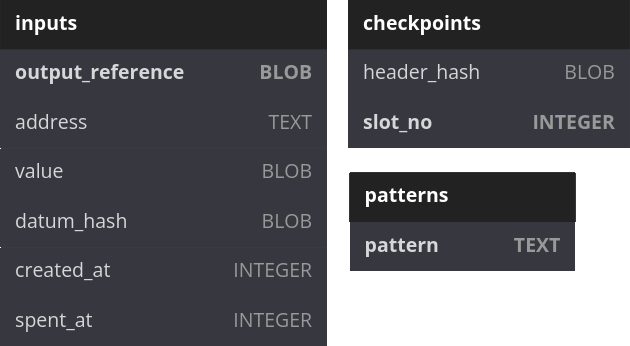 inputs
output_reference BLOB
address TEXT
value BLOB
datum_hash BLOB
created_at INTEGER
spent_at INTEGER
checkpoints
header_hash BLOB
slot_no INTEGER
patterns
pattern TEXT